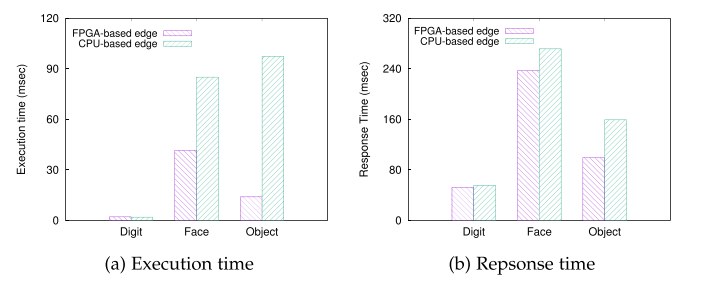 120
90
60
30
0
Execution time (msec)
FPGA-based edge
CPU-based edge
Digit Face Object
(a) Execution time
320
240
160
80
0
Response Time (msec)
FPGA-based edge
CPU-based edge
Digit Face Object
(b) Repsonse time